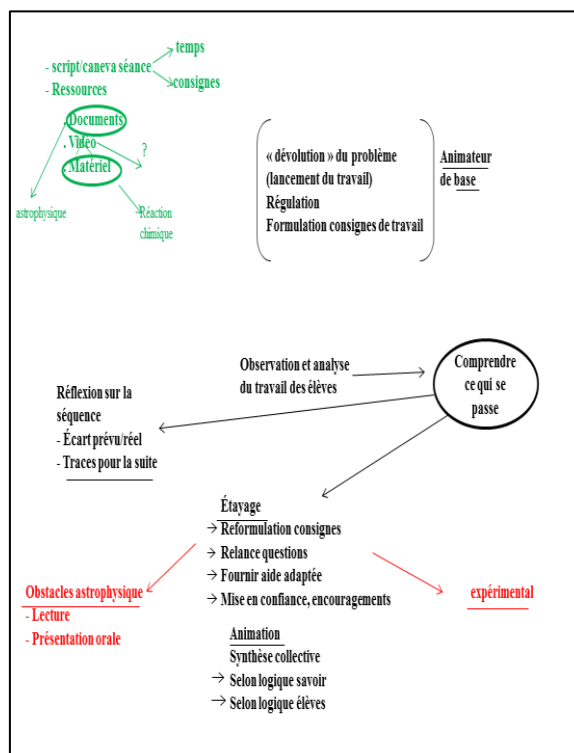 temps
- script/caneva séance
consignes
- Ressources
. Documents
. Vidéo
?
. Matériel
astrophysique
Réaction
chimique
« dévolution » du problème
(lancement du travail)
Régulation
Formulation consignes de travail
Animateur
de base
Observation et analyse
du travail des élèves
Comprendre
ce qui se
passe
Réflexion sur la
séquence
- Écart prévu/réel
- Traces pour la suite
Étayage
→ Reformulation consignes
→ Relance questions
→ Fournir aide adaptée
→ Mise en confiance, encouragements
Obstacles astrophysique
- Lecture
- Présentation orale
expérimental
Animation
Synthèse collective
→ Selon logique savoir
→ Selon logique élèves